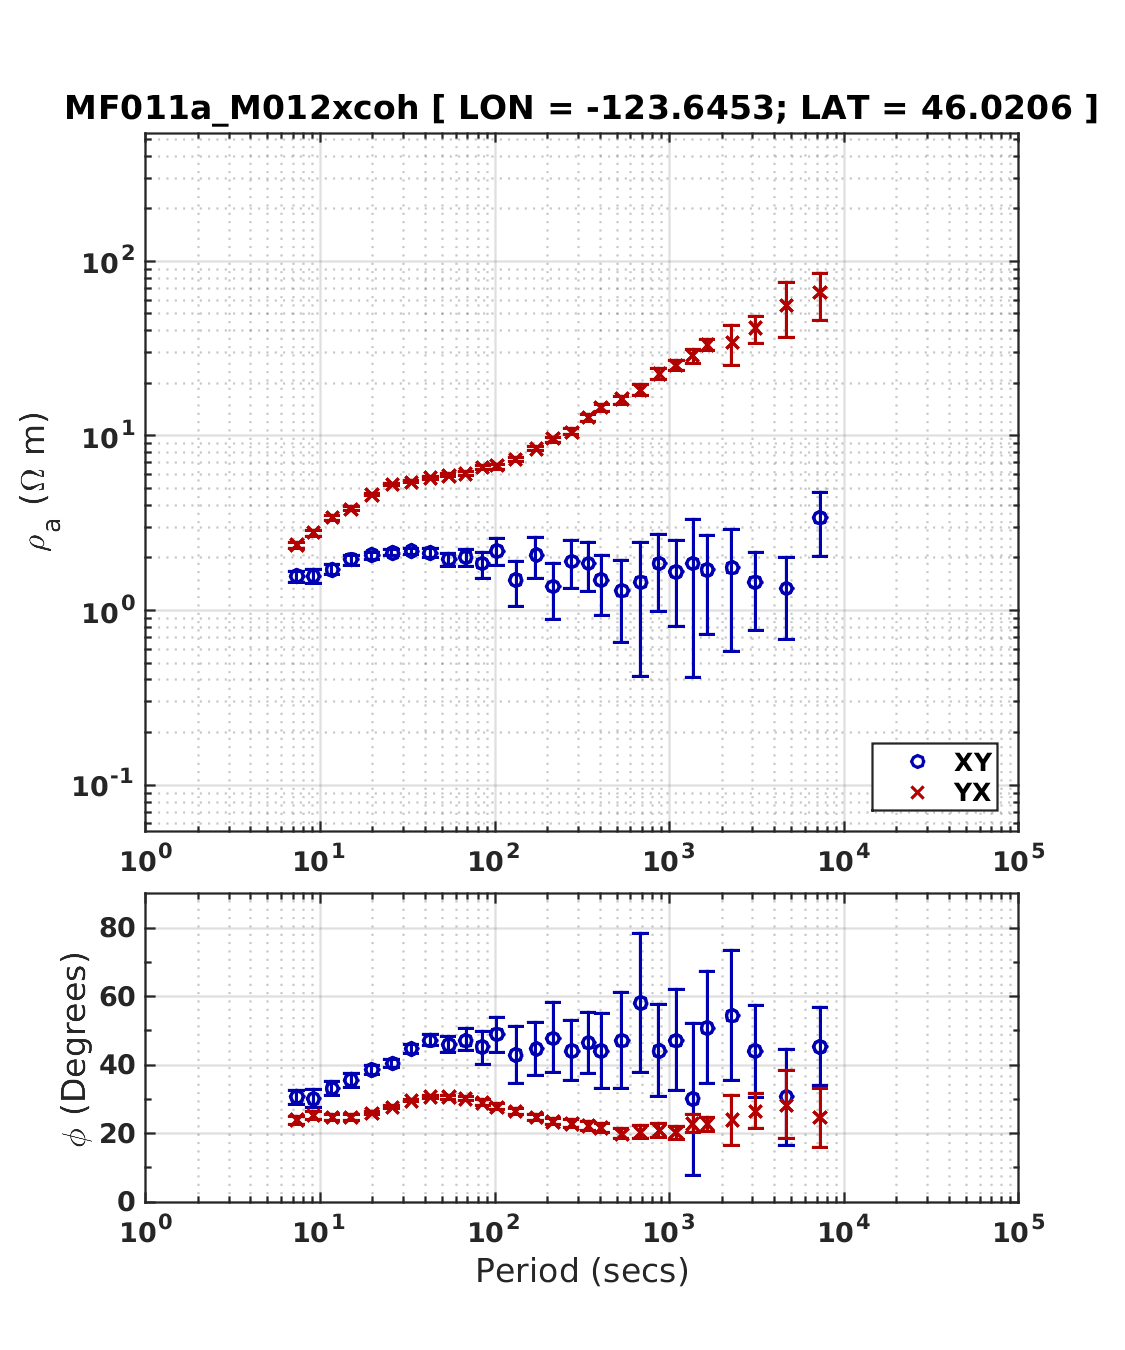 MF011a_M012xcoh [ LON = -123.6453; LAT = 46.0206 ]
ρa (Ω m)
10^2
10^1
10^0
10^-1
XY
YX
10^0 10^1 10^2 10^3 10^4 10^5
ϕ (Degrees)
80
60
40
20
0
10^0 10^1 10^2 10^3 10^4 10^5
Period (secs)